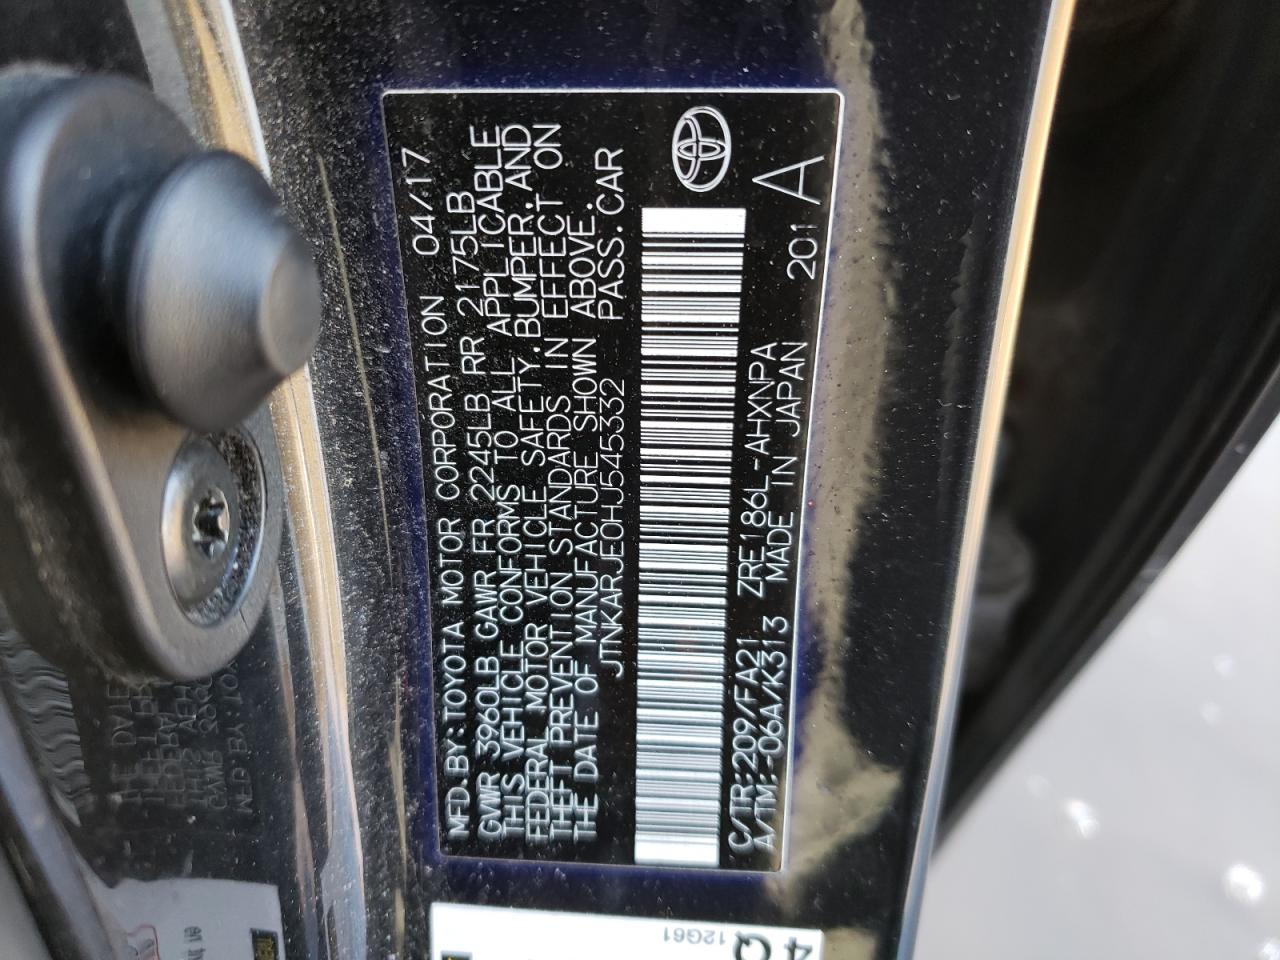 MFD.BY:TOYOTA MOTOR CORPORATION 04/17
GVWR 3960LB GAWR FR 2245LB RR 2175LB
THIS VEHICLE CONFORMS TO ALL APPLICABLE
FEDERAL MOTOR VEHICLE SAFETY,BUMPER,AND
THEFT PREVENTION STANDARDS IN EFFECT ON
THE DATE OF MANUFACTURE SHOWN ABOVE.
JTNKARJE0HJ545332 PASS.CAR
C/TR:209/FA21 ZRE186L-AHXNPA 201
A/TM:-06A/K313 MADE IN JAPAN A
4Q
12G61